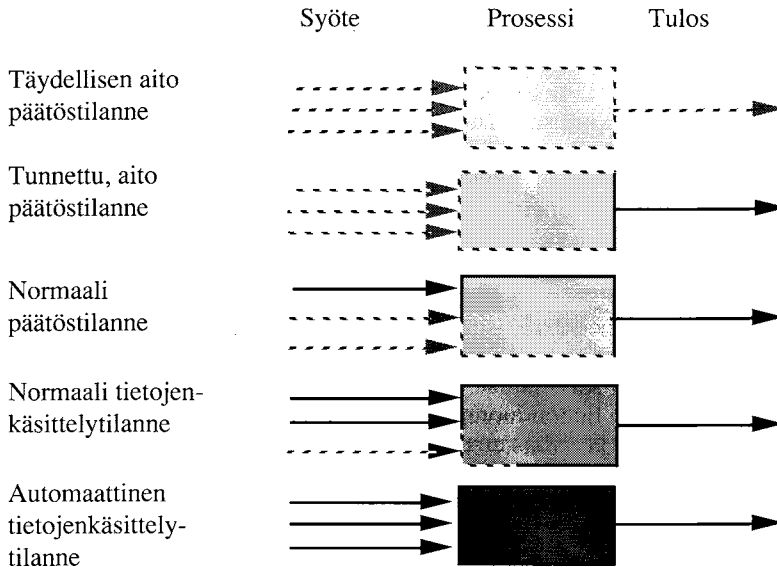 Syöte Prosessi Tulos
Täydellisen aito
päätöstilanne
Tunnettu, aito
päätöstilanne
Normaali
päätöstilanne
Normaali tietojen-
käsittelytilanne
Automaattinen
tietojenkäsittely-
tilanne